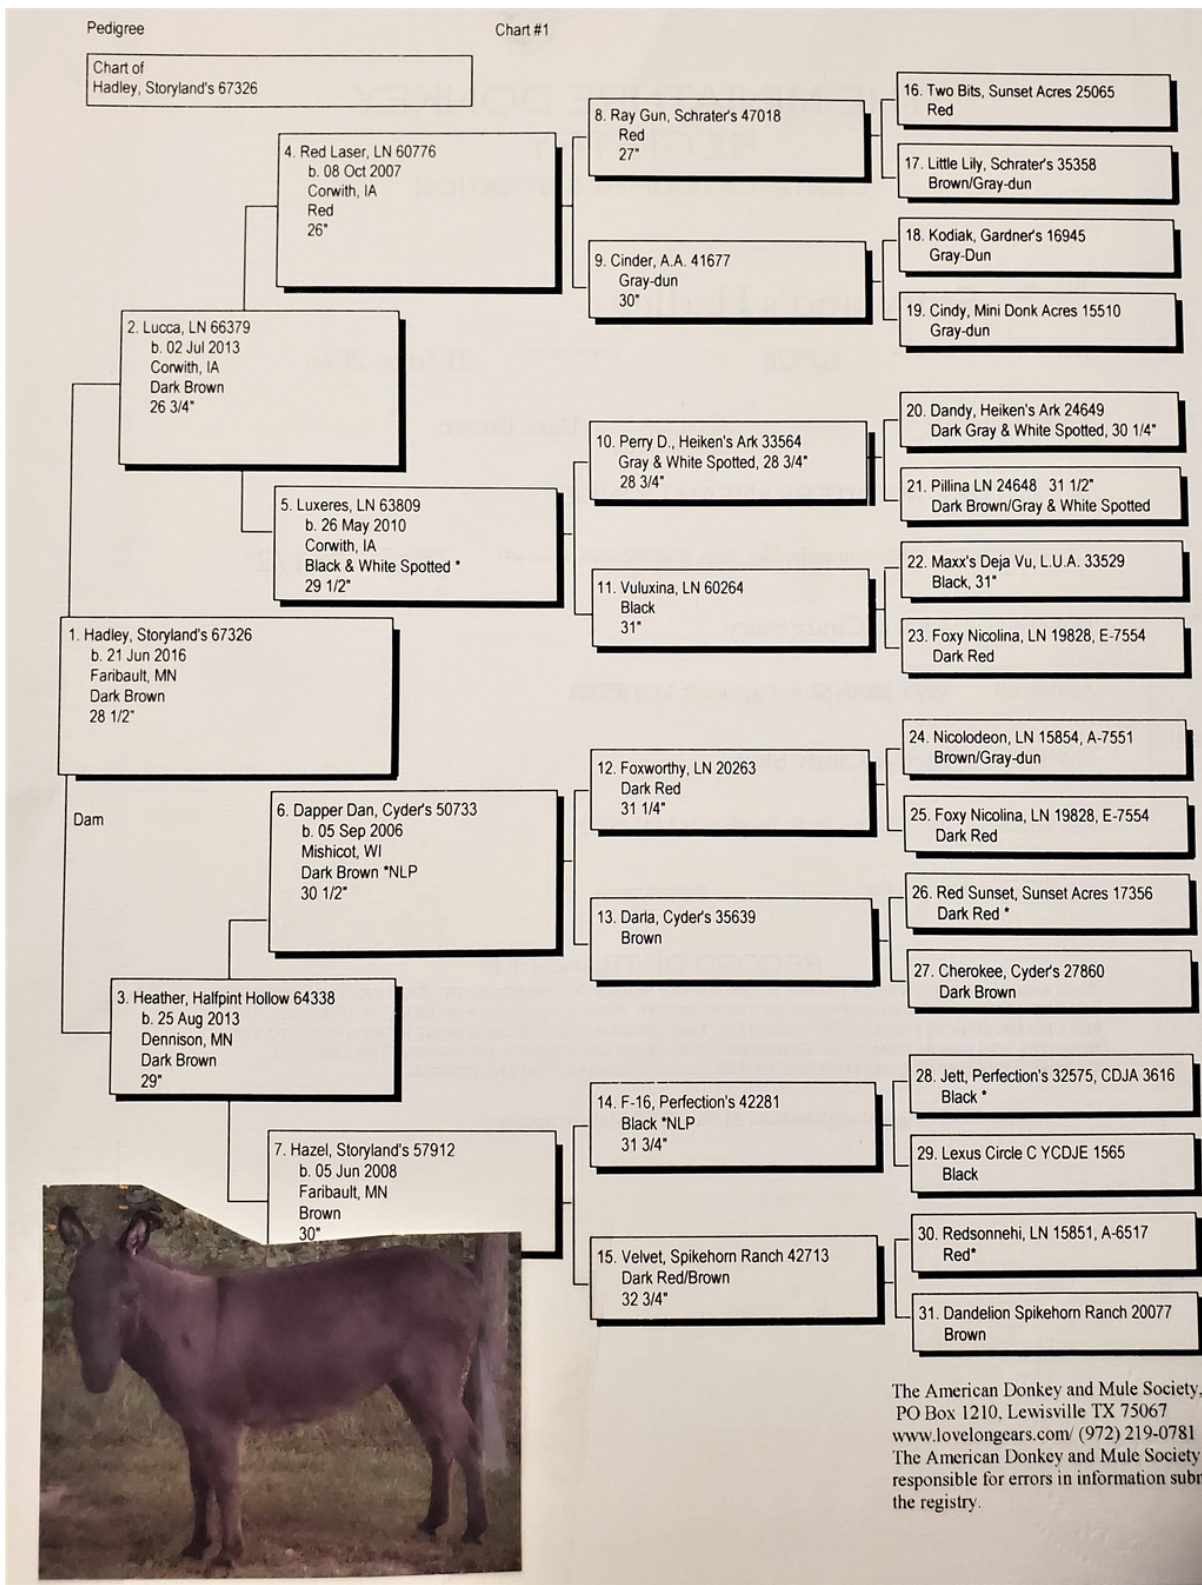 Pedigree
Chart #1
Chart of
Hadley, Storyland's 67326
1. Hadley, Storyland's 67326
b. 21 Jun 2016
Faribault, MN
Dark Brown
28 1/2"
Dam
2. Lucca, LN 66379
b. 02 Jul 2013
Corwith, IA
Dark Brown
26 3/4"
3. Heather, Halfpint Hollow 64338
b. 25 Aug 2013
Dennison, MN
Dark Brown
29"
4. Red Laser, LN 60776
b. 08 Oct 2007
Corwith, IA
Red
26"
5. Luxeres, LN 63809
b. 26 May 2010
Corwith, IA
Black & White Spotted *
29 1/2"
6. Dapper Dan, Cyder's 50733
b. 05 Sep 2006
Mishicot, WI
Dark Brown *NLP
30 1/2"
7. Hazel, Storyland's 57912
b. 05 Jun 2008
Faribault, MN
Brown
30"
8. Ray Gun, Schrater's 47018
Red
27"
9. Cinder, A.A. 41677
Gray-dun
30"
10. Perry D., Heiken's Ark 33564
Gray & White Spotted, 28 3/4"
28 3/4"
11. Vuluxina, LN 60264
Black
31"
12. Foxworthy, LN 20263
Dark Red
31 1/4"
13. Darla, Cyder's 35639
Brown
14. F-16, Perfection's 42281
Black *NLP
31 3/4"
15. Velvet, Spikehorn Ranch 42713
Dark Red/Brown
32 3/4"
16. Two Bits, Sunset Acres 25065
Red
17. Little Lily, Schrater's 35358
Brown/Gray-dun
18. Kodiak, Gardner's 16945
Gray-Dun
19. Cindy, Mini Donk Acres 15510
Gray-dun
20. Dandy, Heiken's Ark 24649
Dark Gray & White Spotted, 30 1/4"
21. Pillina LN 24648 31 1/2"
Dark Brown/Gray & White Spotted
22. Maxx's Deja Vu, L.U.A. 33529
Black, 31"
23. Foxy Nicolina, LN 19828, E-7554
Dark Red
24. Nicolodeon, LN 15854, A-7551
Brown/Gray-dun
25. Foxy Nicolina, LN 19828, E-7554
Dark Red
26. Red Sunset, Sunset Acres 17356
Dark Red *
27. Cherokee, Cyder's 27860
Dark Brown
28. Jett, Perfection's 32575, CDJA 3616
Black *
29. Lexus Circle C YCDJE 1565
Black
30. Redsonnehi, LN 15851, A-6517
Red*
31. Dandelion Spikehorn Ranch 20077
Brown
The American Donkey and Mule Society,
PO Box 1210, Lewisville TX 75067
www.lovelongears.com/ (972) 219-0781
The American Donkey and Mule Society
responsible for errors in information subm
the registry.